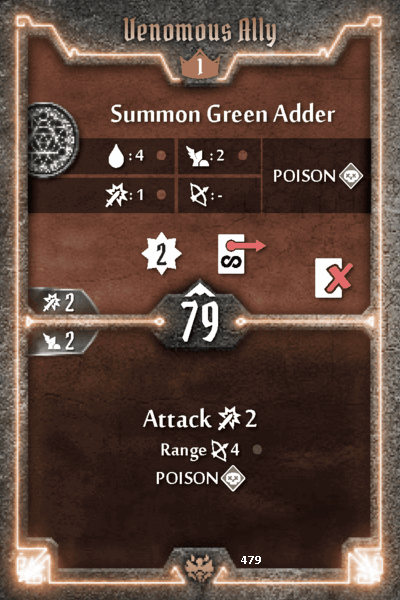 Venomous Ally
1
Summon Green Adder
:4 :2
POISON
:1 :-
2
2
79
2
Attack 2
Range 4
POISON
479